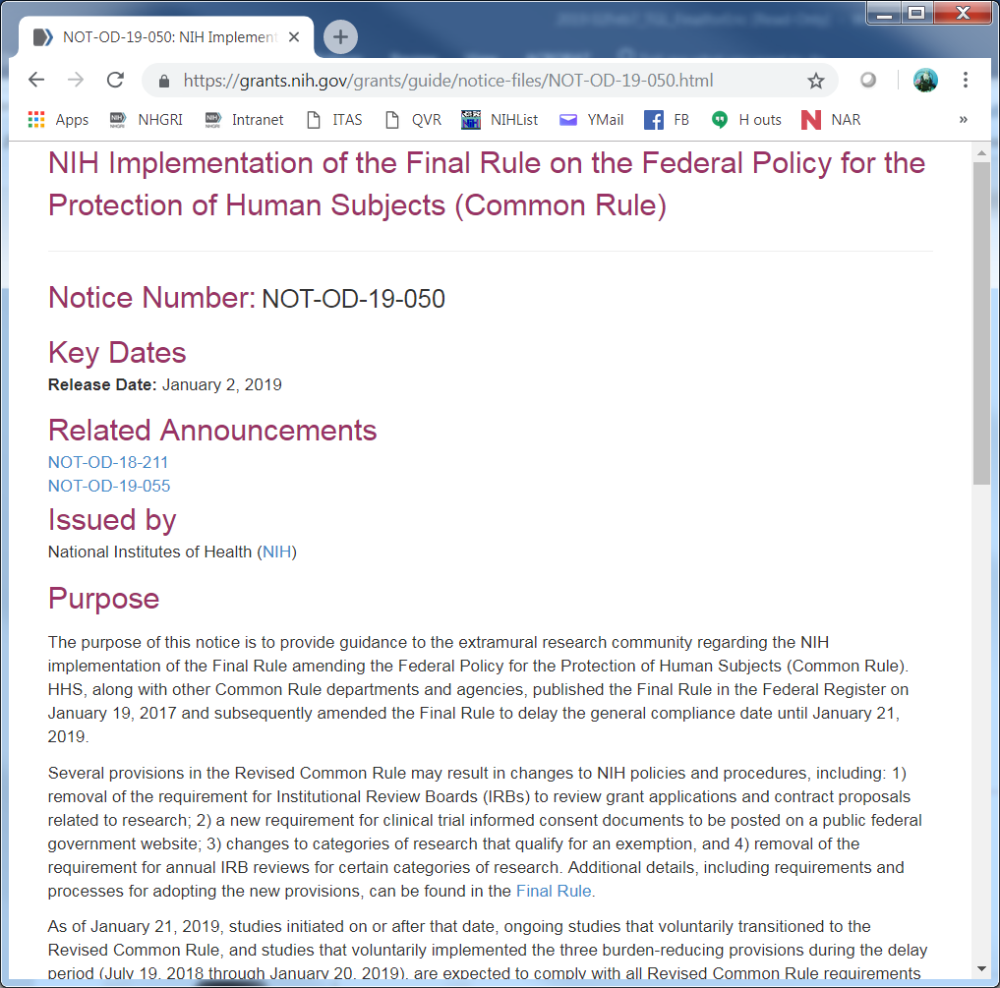 NOT-OD-19-050: NIH Implement
https://grants.nih.gov/grants/guide/notice-files/NOT-OD-19-050.html
Apps NHGRI Intranet ITAS QVR NIHList YMail FB H outs NAR »
NIH Implementation of the Final Rule on the Federal Policy for the
Protection of Human Subjects (Common Rule)
Notice Number: NOT-OD-19-050
Key Dates
Release Date: January 2, 2019
Related Announcements
NOT-OD-18-211
NOT-OD-19-055
Issued by
National Institutes of Health (NIH)
Purpose
The purpose of this notice is to provide guidance to the extramural research community regarding the NIH
implementation of the Final Rule amending the Federal Policy for the Protection of Human Subjects (Common Rule).
HHS, along with other Common Rule departments and agencies, published the Final Rule in the Federal Register on
January 19, 2017 and subsequently amended the Final Rule to delay the general compliance date until January 21,
2019.
Several provisions in the Revised Common Rule may result in changes to NIH policies and procedures, including: 1)
removal of the requirement for Institutional Review Boards (IRBs) to review grant applications and contract proposals
related to research; 2) a new requirement for clinical trial informed consent documents to be posted on a public federal
government website; 3) changes to categories of research that qualify for an exemption, and 4) removal of the
requirement for annual IRB reviews for certain categories of research. Additional details, including requirements and
processes for adopting the new provisions, can be found in the Final Rule.
As of January 21, 2019, studies initiated on or after that date, ongoing studies that voluntarily transitioned to the
Revised Common Rule, and studies that voluntarily implemented the three burden-reducing provisions during the delay
period (July 19, 2018 through January 20, 2019), are expected to comply with all Revised Common Rule requirements